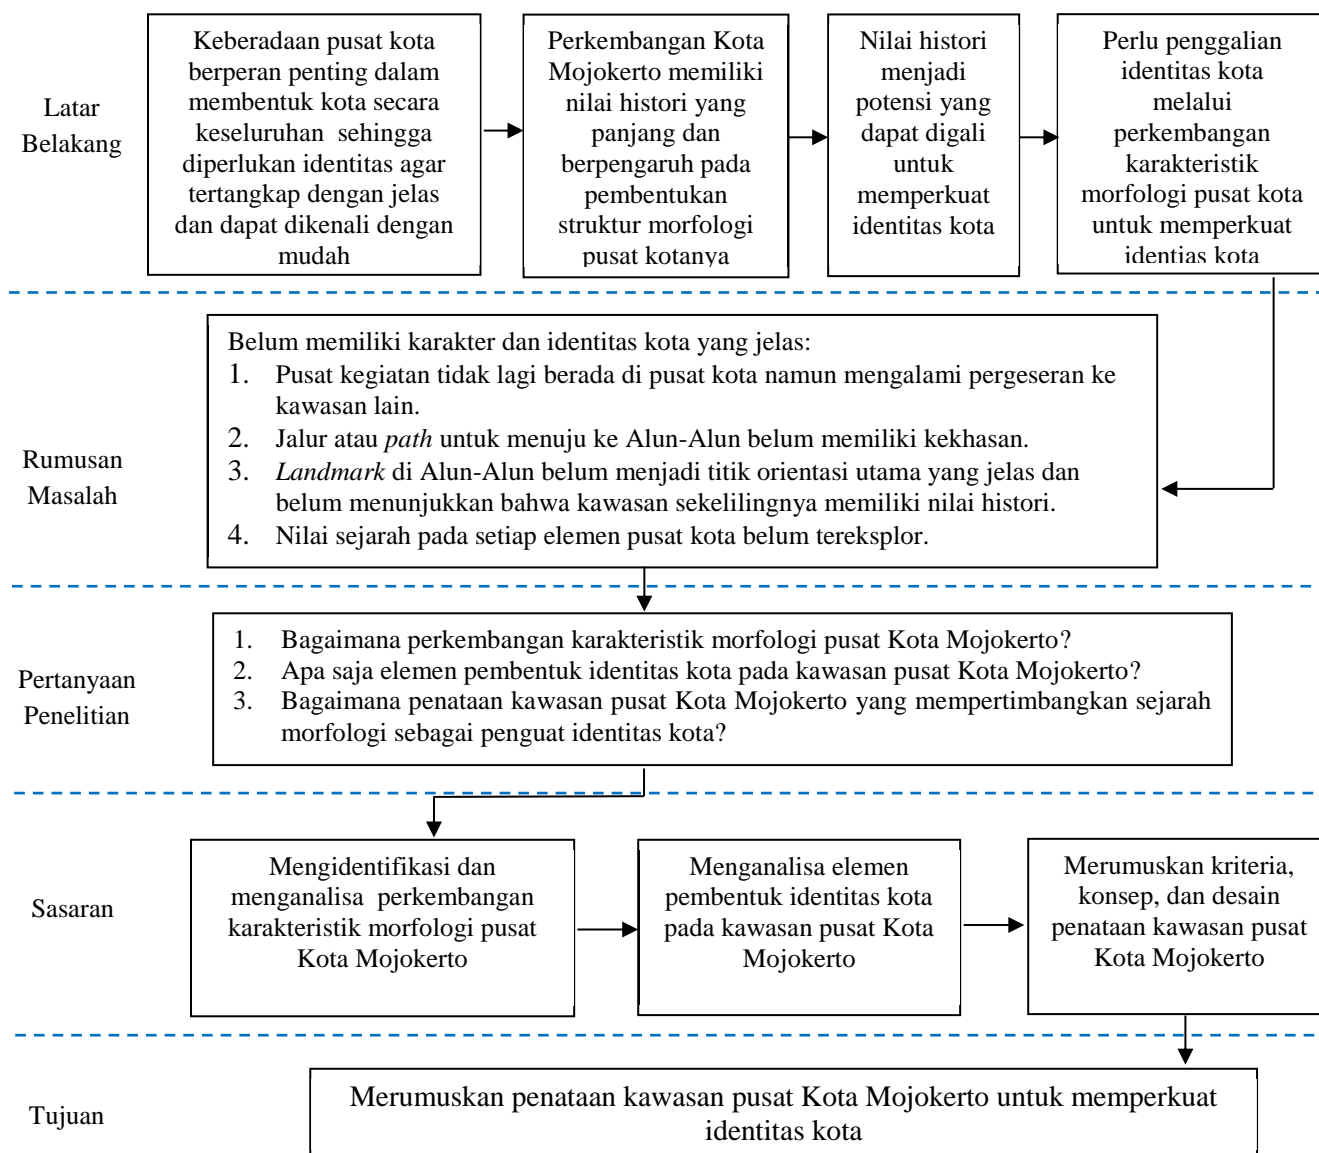 Latar
Belakang
Keberadaan pusat kota
berperan penting dalam
membentuk kota secara
keseluruhan sehingga
diperlukan identitas agar
tertangkap dengan jelas
dan dapat dikenali dengan
mudah
Perkembangan Kota
Mojokerto memiliki
nilai histori yang
panjang dan
berpengaruh pada
pembentukan
struktur morfologi
pusat kotanya
Nilai histori
menjadi
potensi yang
dapat digali
untuk
memperkuat
identitas kota
Perlu penggalian
identitas kota
melalui
perkembangan
karakteristik
morfologi pusat kota
untuk memperkuat
identias kota
Rumusan
Masalah
Belum memiliki karakter dan identitas kota yang jelas:
1. Pusat kegiatan tidak lagi berada di pusat kota namun mengalami pergeseran ke
kawasan lain.
2. Jalur atau path untuk menuju ke Alun-Alun belum memiliki kekhasan.
3. Landmark di Alun-Alun belum menjadi titik orientasi utama yang jelas dan
belum menunjukkan bahwa kawasan sekelilingnya memiliki nilai histori.
4. Nilai sejarah pada setiap elemen pusat kota belum tereksplor.
Pertanyaan
Penelitian
1. Bagaimana perkembangan karakteristik morfologi pusat Kota Mojokerto?
2. Apa saja elemen pembentuk identitas kota pada kawasan pusat Kota Mojokerto?
3. Bagaimana penataan kawasan pusat Kota Mojokerto yang mempertimbangkan sejarah
morfologi sebagai penguat identitas kota?
Sasaran
Mengidentifikasi dan
menganalisa perkembangan
karakteristik morfologi pusat
Kota Mojokerto
Menganalisa elemen
pembentuk identitas kota
pada kawasan pusat Kota
Mojokerto
Merumuskan kriteria,
konsep, dan desain
penataan kawasan pusat
Kota Mojokerto
Tujuan
Merumuskan penataan kawasan pusat Kota Mojokerto untuk memperkuat
identitas kota